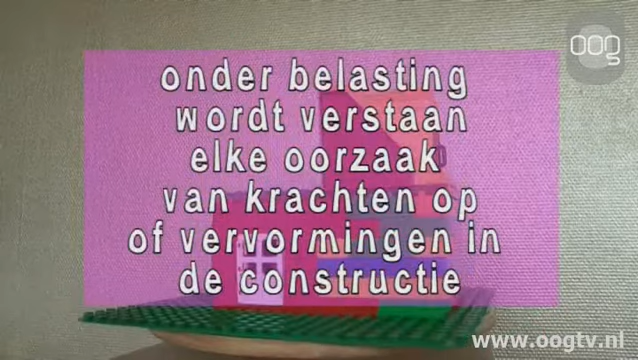 oog
onder belasting
wordt verstaan
elke oorzaak
van krachten op
of vervormingen in
de constructie
www.oogtv.nl